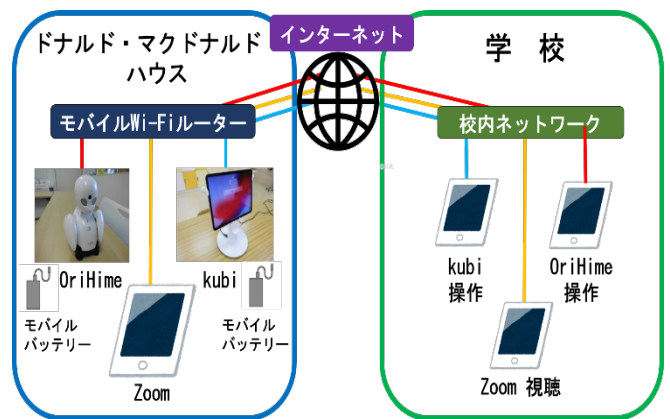 ドナルド・マクドナルド
ハウス
インターネット
学 校
モバイルWi-Fiルーター
校内ネットワーク
OriHime
kubi
モバイル
バッテリー
モバイル
バッテリー
Zoom
kubi
操作
OriHime
操作
Zoom 視聴